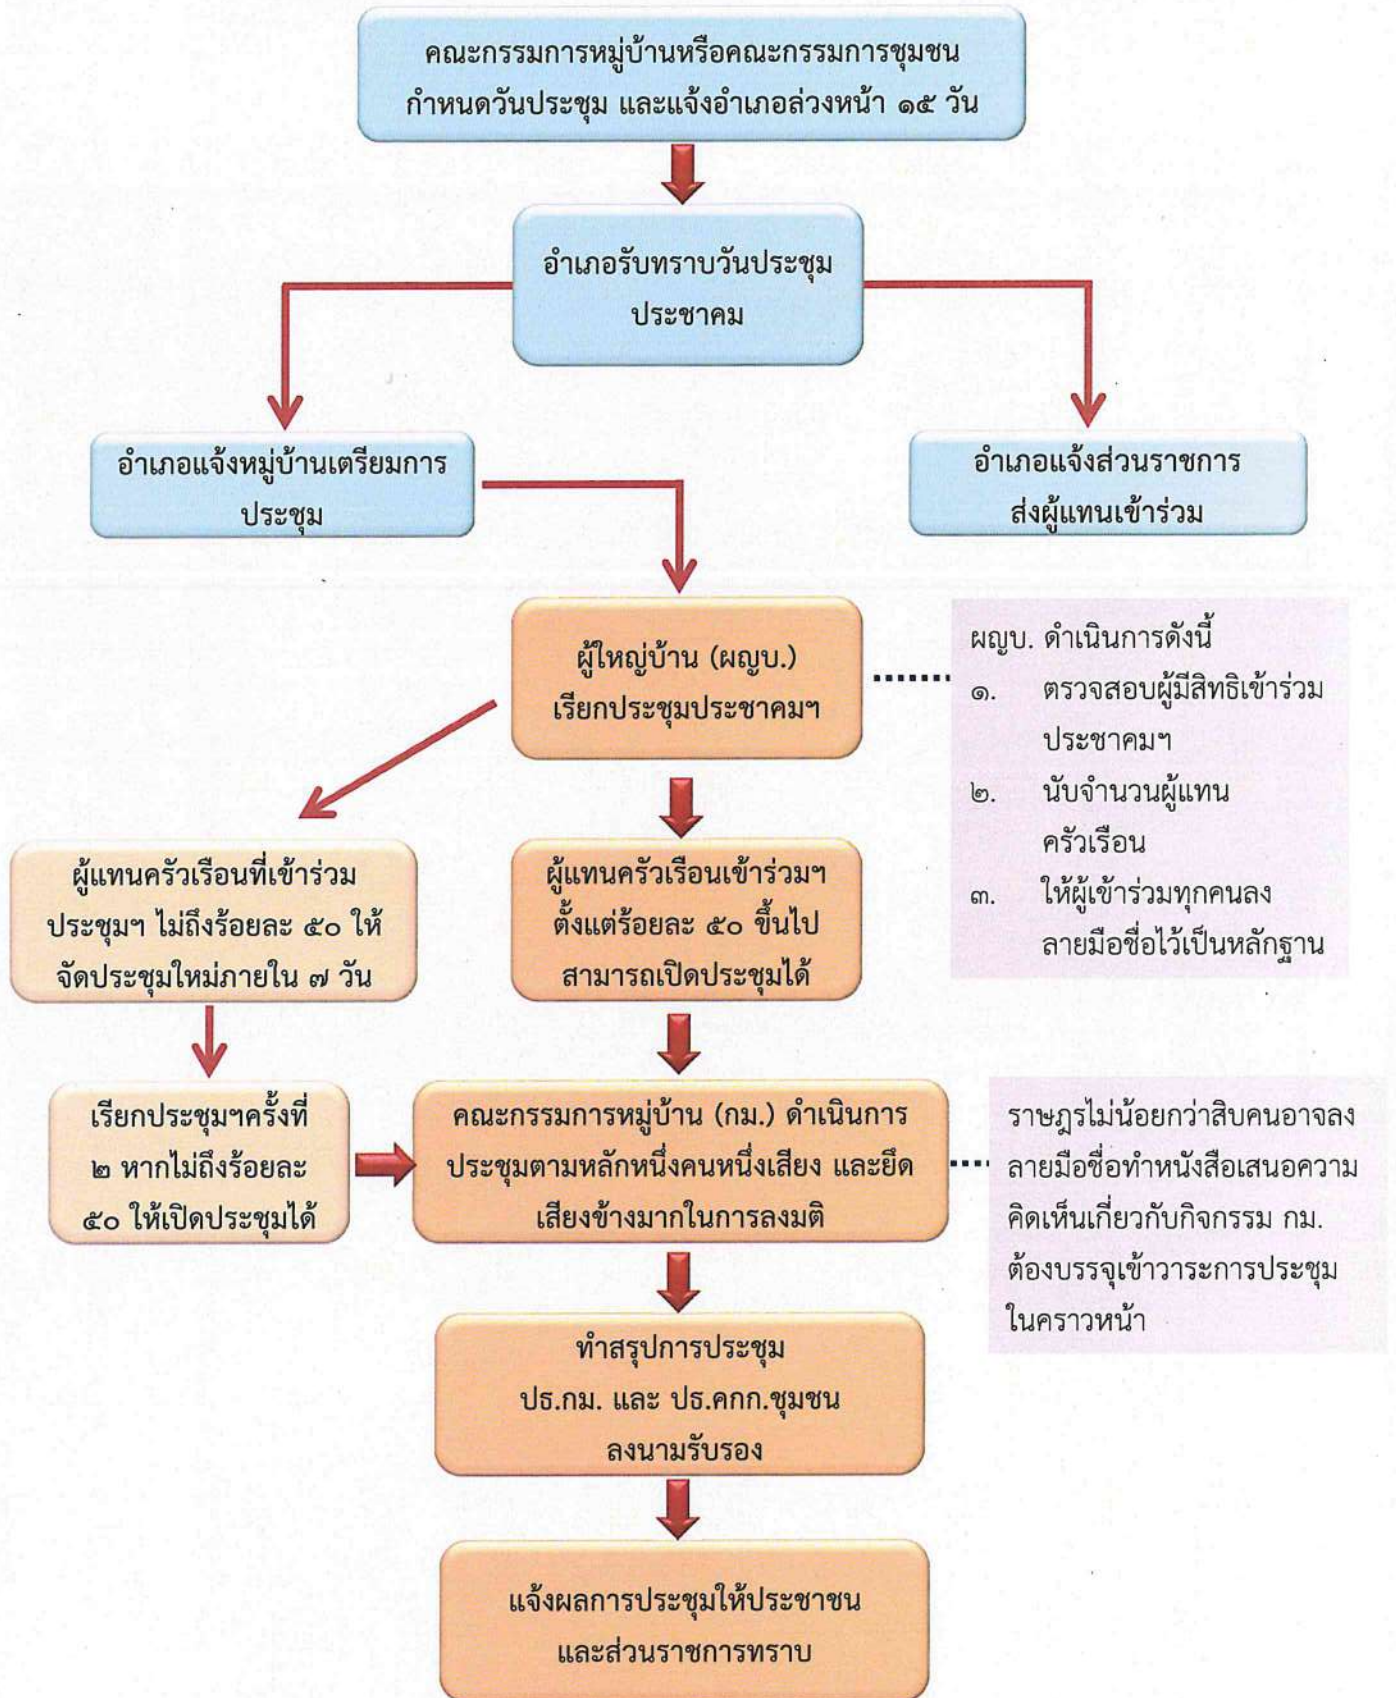 คณะกรรมการหมู่บ้านหรือคณะกรรมการชุมชน
กำหนดวันประชุม และแจ้งอำเภอล่วงหน้า ๑๕ วัน
อำเภอรับทราบวันประชุม
ประชาคม
อำเภอแจ้งหมู่บ้านเตรียมการ
ประชุม
อำเภอแจ้งส่วนราชการ
ส่งผู้แทนเข้าร่วม
ผู้ใหญ่บ้าน (ผญบ.)
เรียกประชุมประชาคมฯ
ผญบ. ดำเนินการดังนี้
๑. ตรวจสอบผู้มีสิทธิเข้าร่วม
ประชาคมฯ
๒. นับจำนวนผู้แทน
ครัวเรือน
๓. ให้ผู้เข้าร่วมทุกคนลง
ลายมือชื่อไว้เป็นหลักฐาน
ผู้แทนครัวเรือนที่เข้าร่วม
ประชุมฯ ไม่ถึงร้อยละ ๕๐ ให้
จัดประชุมใหม่ภายใน ๗ วัน
ผู้แทนครัวเรือนเข้าร่วมฯ
ตั้งแต่ร้อยละ ๕๐ ขึ้นไป
สามารถเปิดประชุมได้
เรียกประชุมฯครั้งที่
๒ หากไม่ถึงร้อยละ
๕๐ ให้เปิดประชุมได้
คณะกรรมการหมู่บ้าน (กม.) ดำเนินการ
ประชุมตามหลักหนึ่งคนหนึ่งเสียง และยึด
เสียงข้างมากในการลงมติ
ราษฎรไม่น้อยกว่าสิบคนอาจลง
ลายมือชื่อทำหนังสือเสนอความ
คิดเห็นเกี่ยวกับกิจกรรม กม.
ต้องบรรจุเข้าวาระการประชุม
ในคราวหน้า
ทำสรุปการประชุม
ปธ.กม. และ ปธ.คกก.ชุมชน
ลงนามรับรอง
แจ้งผลการประชุมให้ประชาชน
และส่วนราชการทราบ